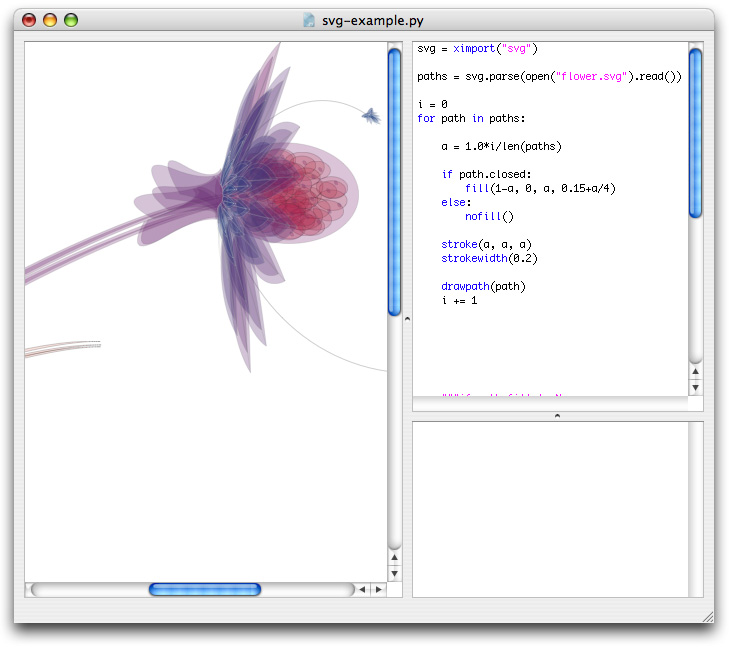 svg-example.py
svg = ximport("svg")
paths = svg.parse(open("flower.svg").read())
i = 0
for path in paths:
a = 1.0*i/len(paths)
if path.closed:
fill(1-a, 0, a, 0.15+a/4)
else:
nofill()
stroke(a, a, a)
strokewidth(0.2)
drawpath(path)
i += 1